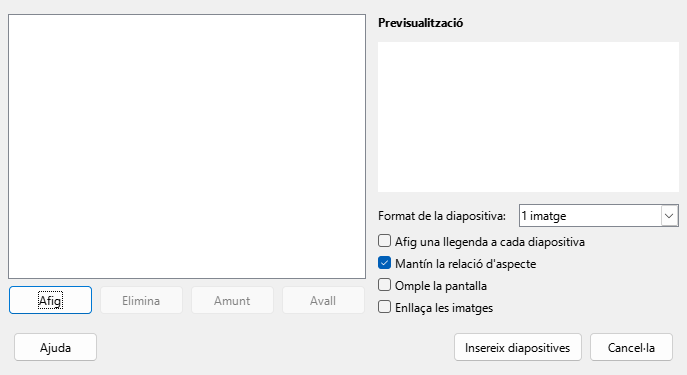 Previsualització
Format de la diapositiva: 1 imatge
Afig una llegenda a cada diapositiva
Mantín la relació d'aspecte
Omple la pantalla
Enllaça les imatges
Afig Elimina Amunt Avall
Ajuda Insereix diapositives Cancel·la